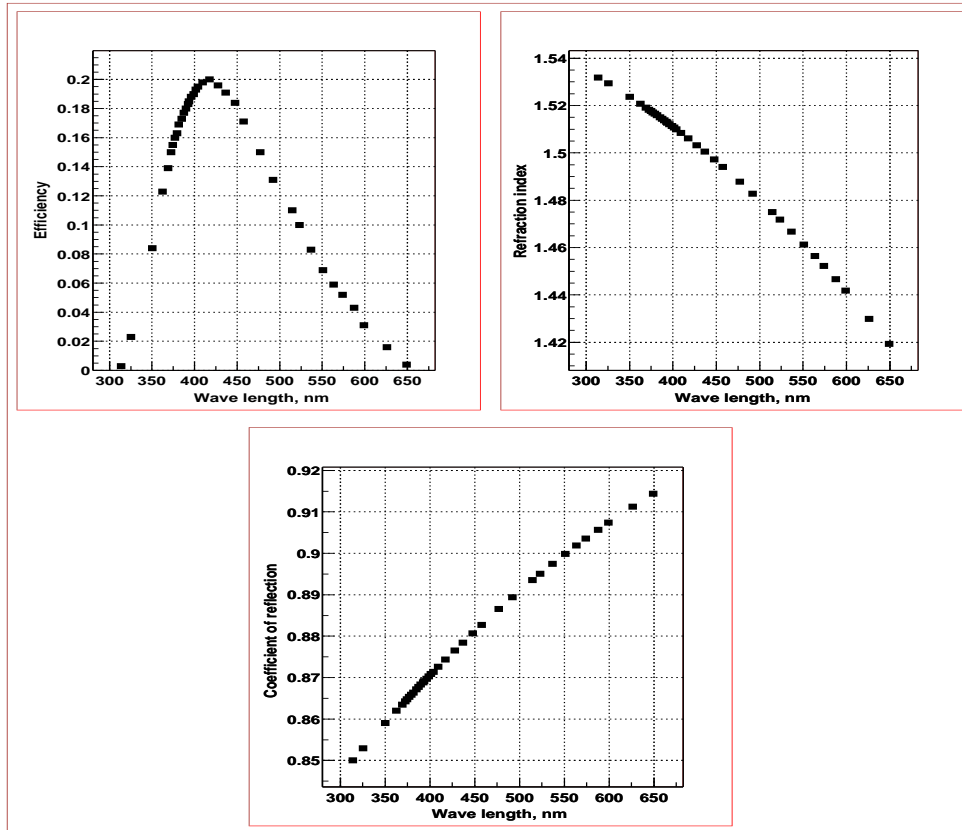 Efficiency
0.2
0.18
0.16
0.14
0.12
0.1
0.08
0.06
0.04
0.02
0
300 350 400 450 500 550 600 650
Wave length, nm
Refraction index
1.54
1.52
1.5
1.48
1.46
1.44
1.42
300 350 400 450 500 550 600 650
Wave length, nm
Coefficient of reflection
0.92
0.91
0.9
0.89
0.88
0.87
0.86
0.85
300 350 400 450 500 550 600 650
Wave length, nm